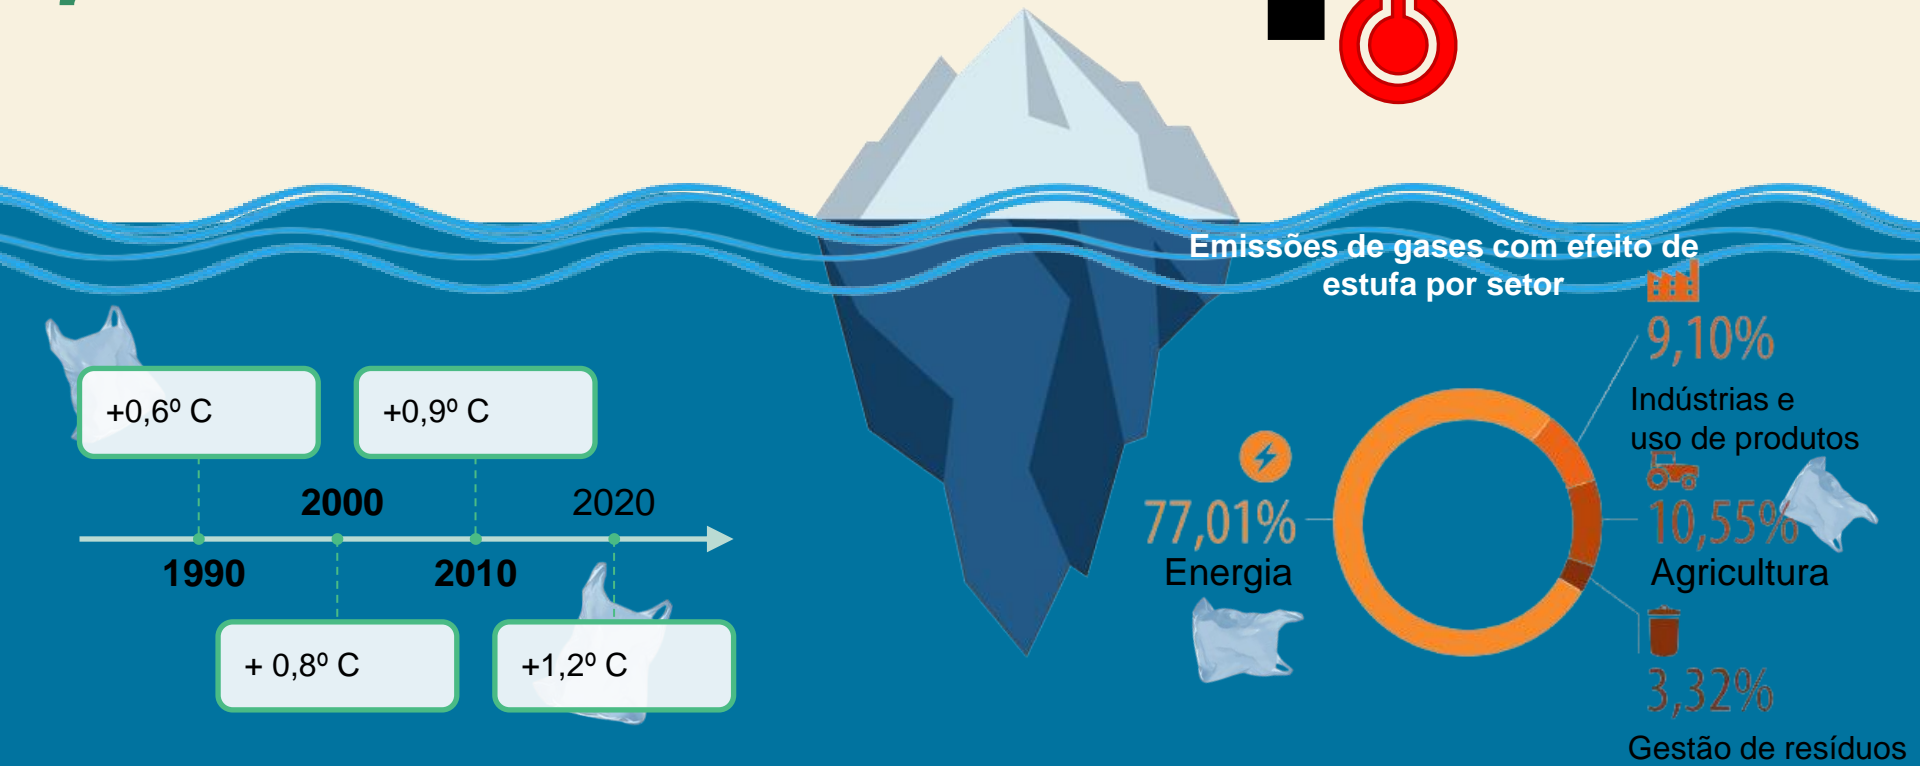 Emissões de gases com efeito de
estufa por setor
9,10%
Indústrias e
uso de produtos
+0,6º C
+0,9º C
2000
2020
1990
2010
+ 0,8º C
+1,2º C
77,01%
Energia
10,55%
Agricultura
3,32%
Gestão de resíduos